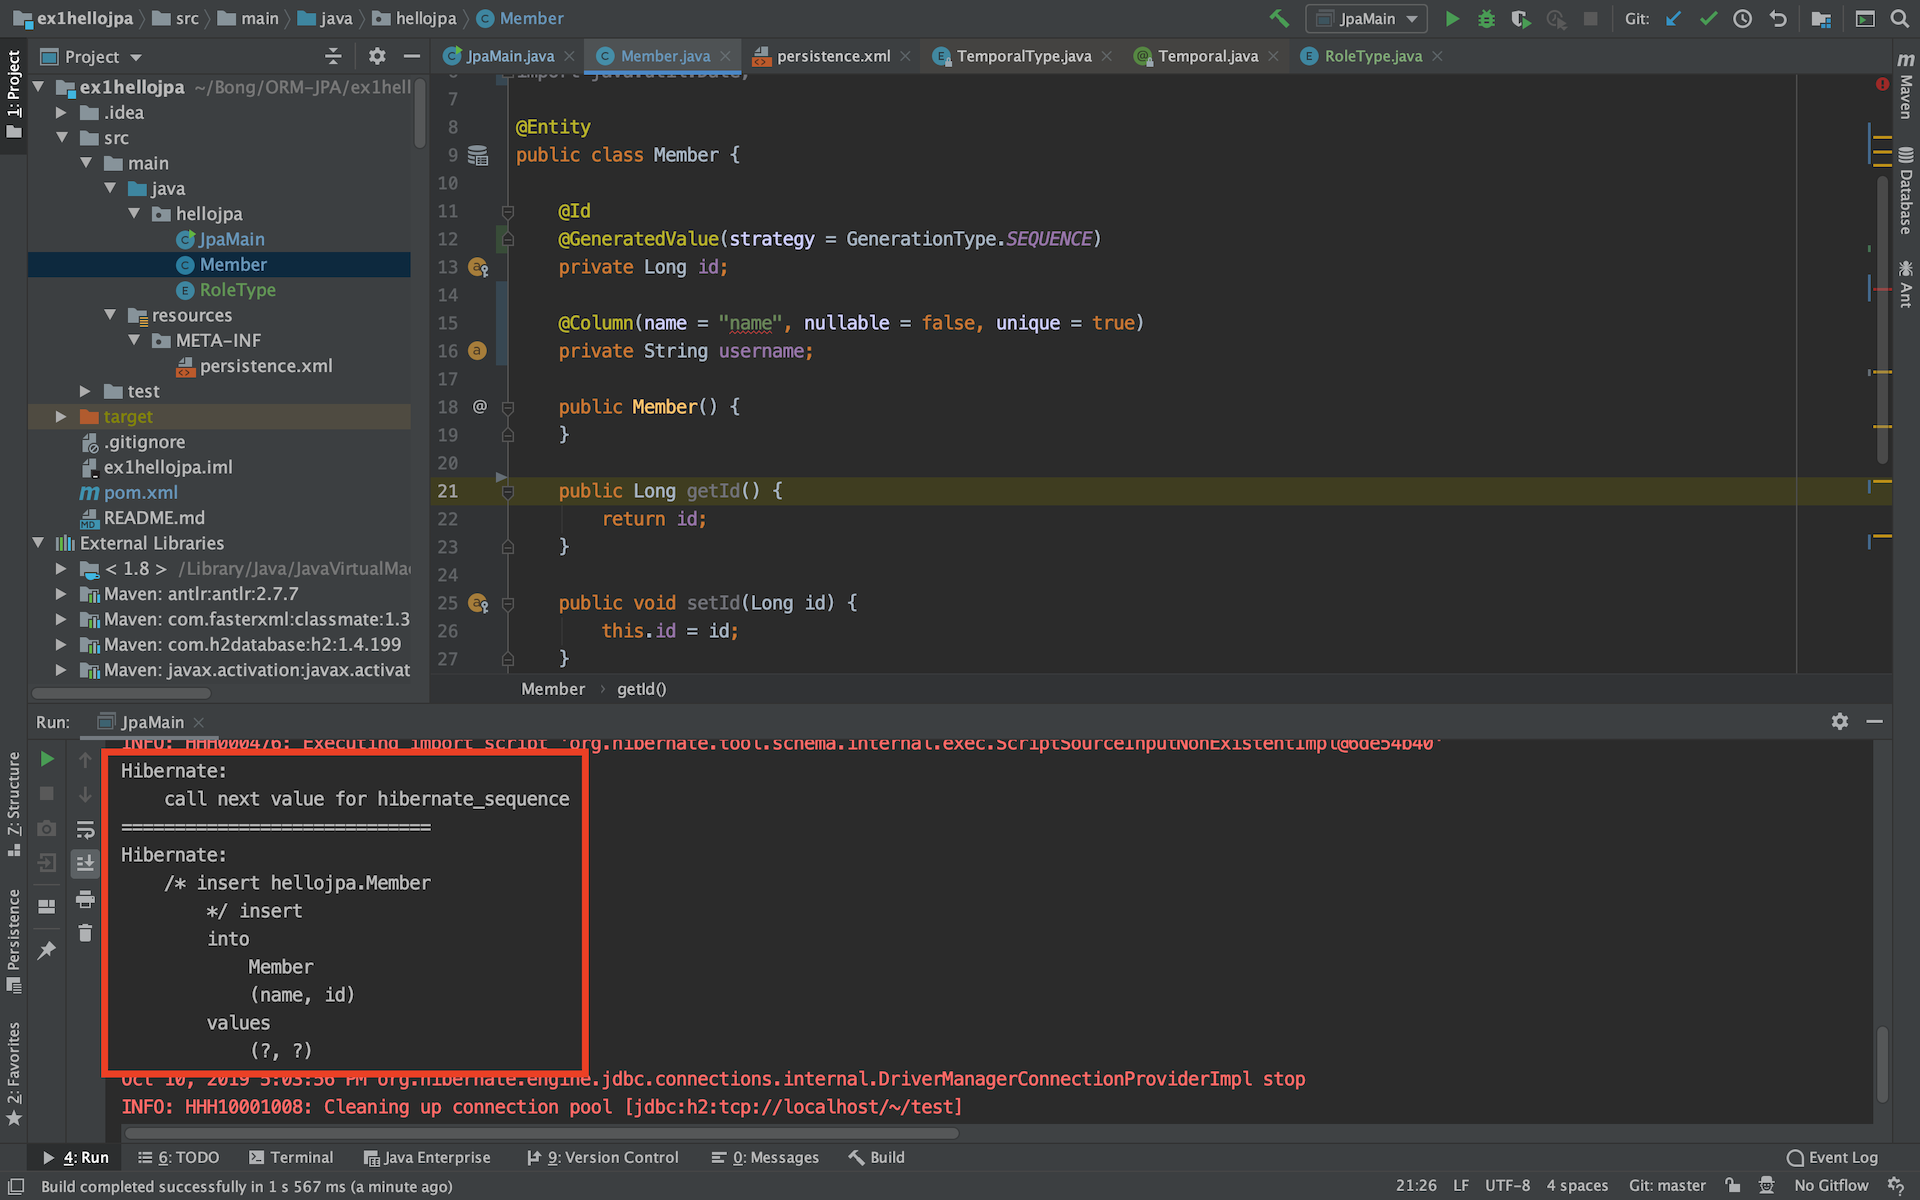 ex1hellojpa src main java hellojpa Member
JpaMain Git:
1: Project
Project
ex1hellojpa ~/Bong/ORM-JPA/ex1hell
.idea
src
main
java
hellojpa
JpaMain
Member
RoleType
resources
META-INF
persistence.xml
test
target
.gitignore
ex1hellojpa.iml
pom.xml
README.md
External Libraries
< 1.8 > /Library/Java/JavaVirtualMa
Maven: antlr:antlr:2.7.7
Maven: com.fasterxml:classmate:1.3
Maven: com.h2database:h2:1.4.199
Maven: javax.activation:javax.activat
JpaMain.java Member.java persistence.xml TemporalType.java Temporal.java RoleType.java
6 import java.util.Date;
7
8 @Entity
9 public class Member {
10
11 @Id
12 @GeneratedValue(strategy = GenerationType.SEQUENCE)
13 private Long id;
14
15 @Column(name = "name", nullable = false, unique = true)
16 private String username;
17
18 @ public Member() {
19 }
20
21 public Long getId() {
22 return id;
23 }
24
25 public void setId(Long id) {
26 this.id = id;
27 }
Member getId()
Maven
Database
Ant
Run: JpaMain
INFO: HHH000476: Executing import script 'org.hibernate.tool.schema.internal.exec.ScriptSourceInputNonExistentImpl@6de54b40'
Hibernate:
call next value for hibernate_sequence
=============================
Hibernate:
/* insert hellojpa.Member
*/ insert
into
Member
(name, id)
values
(?, ?)
Oct 10, 2019 5:03:56 PM org.hibernate.engine.jdbc.connections.internal.DriverManagerConnectionProviderImpl stop
INFO: HHH10001008: Cleaning up connection pool [jdbc:h2:tcp://localhost/~/test]
Z: Structure
Persistence
2: Favorites
4: Run 6: TODO Terminal Java Enterprise 9: Version Control 0: Messages Build Event Log
Build completed successfully in 1 s 567 ms (a minute ago) 21:26 LF UTF-8 4 spaces Git: master No Gitflow